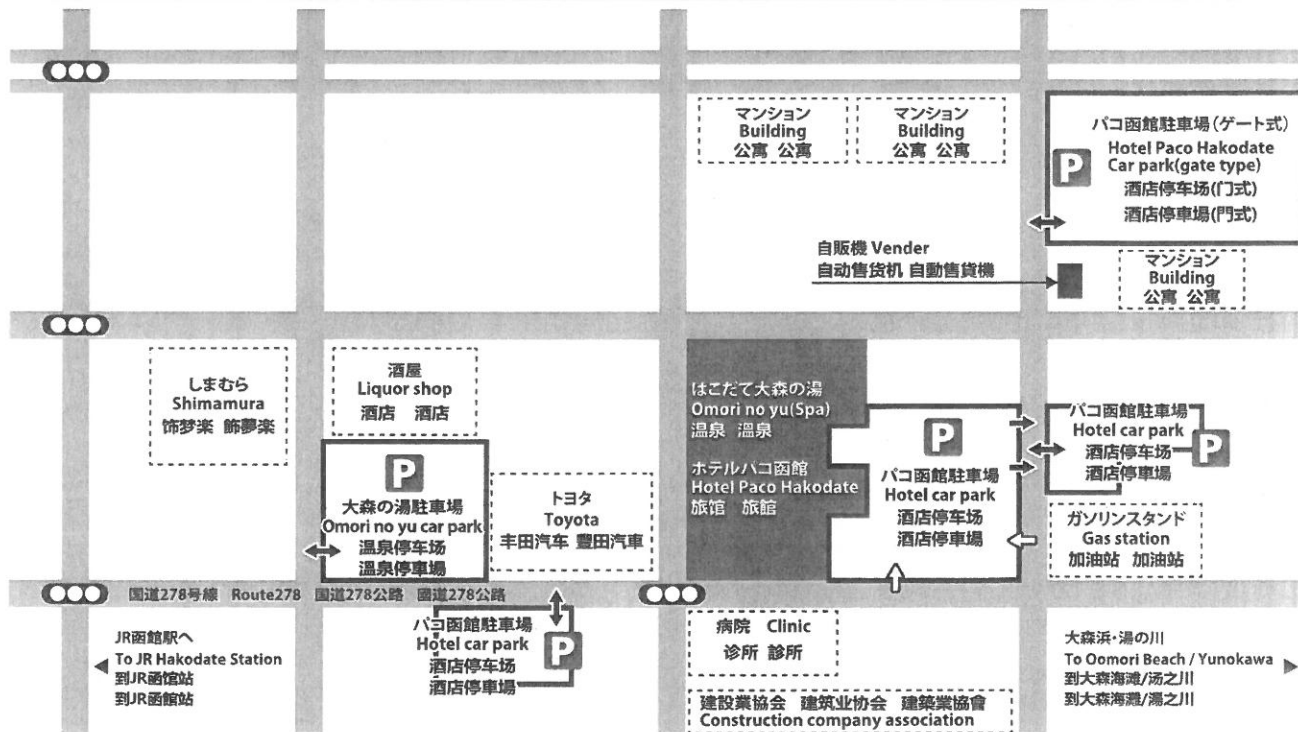 マンション
Building
公寓 公寓
マンション
Building
公寓 公寓
パコ函館駐車場(ゲート式)
P
Hotel Paco Hakodate
Car park(gate type)
酒店停车场(门式)
酒店停車場(門式)
自販機 Vender
自动售货机 自動售貨機
マンション
Building
公寓 公寓
しまむら
Shimamura
饰梦楽 飾夢楽
酒屋
Liquor shop
酒店 酒店
P
大森の湯駐車場
Omori no yu car park
温泉停车场
溫泉停車場
トヨタ
Toyota
丰田汽车 豐田汽車
はこだて大森の湯
Omori no yu(Spa)
温泉 溫泉
ホテルパコ函館
Hotel Paco Hakodate
旅馆 旅館
P
パコ函館駐車場
Hotel car park
酒店停车场
酒店停車場
パコ函館駐車場
Hotel car park
酒店停车场
酒店停車場
P
ガソリンスタンド
Gas station
加油站 加油站
国道278号線 Route278 国道278公路 國道278公路
JR函館駅へ
To JR Hakodate Station
到JR函馆站
到JR函館站
パコ函館駐車場
Hotel car park
酒店停车场
酒店停車場
P
病院 Clinic
诊所 診所
建設業協会 建筑业协会 建築業協會
Construction company association
大森浜・湯の川
To Oomori Beach / Yunokawa
到大森海滩/汤之川
到大森海灘/湯之川